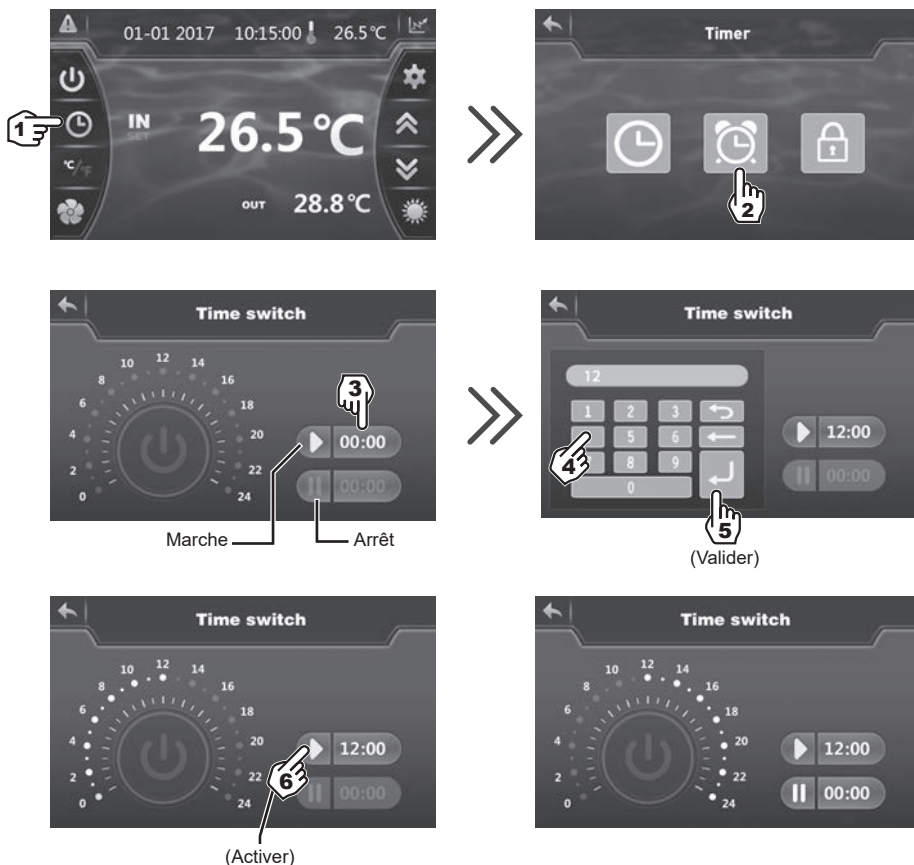 01-01 2017 10:15:00 26.5°C
1
IN
SET
26.5°C
°C/°F
OUT 28.8°C
Timer
2
Time switch
0 2 4 6 8 10 12 14 16 18 20 22 24
3
00:00
00:00
Marche
Arrêt
Time switch
12
1 2 3
4 5 6
7 8 9
0
5
12:00
00:00
(Valider)
Time switch
0 2 4 6 8 10 12 14 16 18 20 22 24
6
12:00
00:00
(Activer)
Time switch
0 2 4 6 8 10 12 14 16 18 20 22 24
12:00
00:00